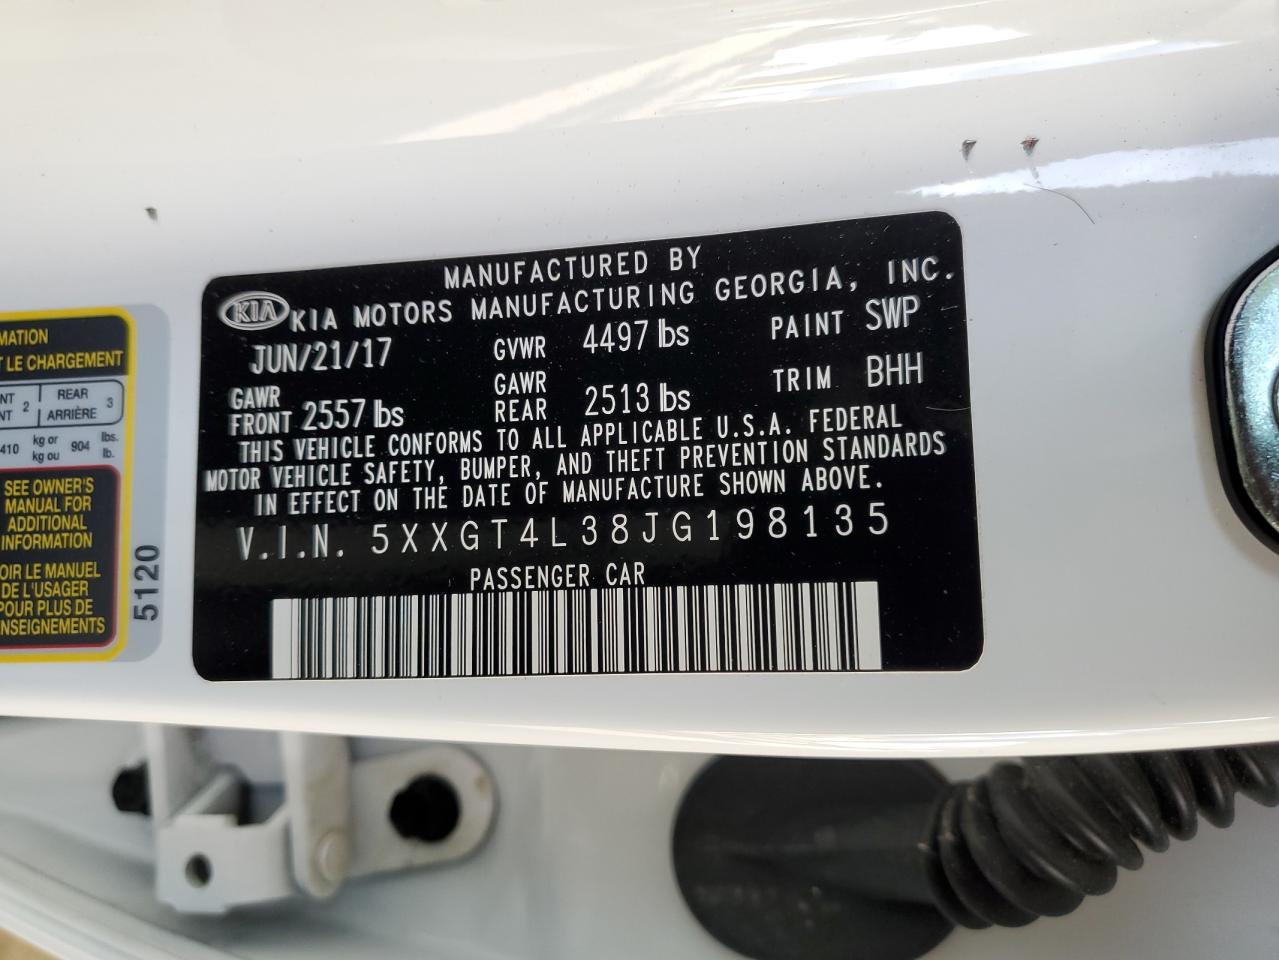 MANUFACTURED BY
KIA KIA MOTORS MANUFACTURING GEORGIA, INC.
JUN/21/17 GVWR 4497 lbs PAINT SWP
GAWR FRONT 2557 lbs GAWR REAR 2513 lbs TRIM BHH
THIS VEHICLE CONFORMS TO ALL APPLICABLE U.S.A. FEDERAL
MOTOR VEHICLE SAFETY, BUMPER, AND THEFT PREVENTION STANDARDS
IN EFFECT ON THE DATE OF MANUFACTURE SHOWN ABOVE.
V.I.N. 5XXGT4L38JG198135
PASSENGER CAR
MATION
T LE CHARGEMENT
NT 2 REAR 3
NT ARRIÈRE
410 kg or 904 lbs.
kg ou lb.
SEE OWNER'S
MANUAL FOR
ADDITIONAL
INFORMATION
OIR LE MANUEL
DE L'USAGER
POUR PLUS DE
NSEIGNEMENTS
5120